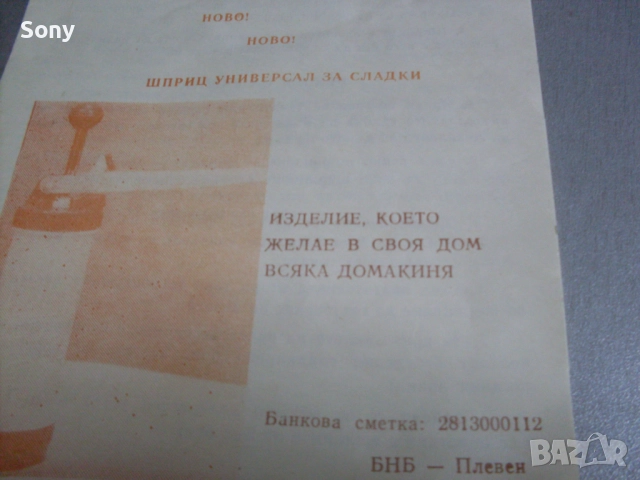 Sony
НОВО!
НОВО!
ШПРИЦ УНИВЕРСАЛ ЗА СЛАДКИ
ИЗДЕЛИЕ, КОЕТО
ЖЕЛАЕ В СВОЯ ДОМ
ВСЯКА ДОМАКИНЯ
Банкова сметка: 2813000112
БНБ — Плевен
BAZAR